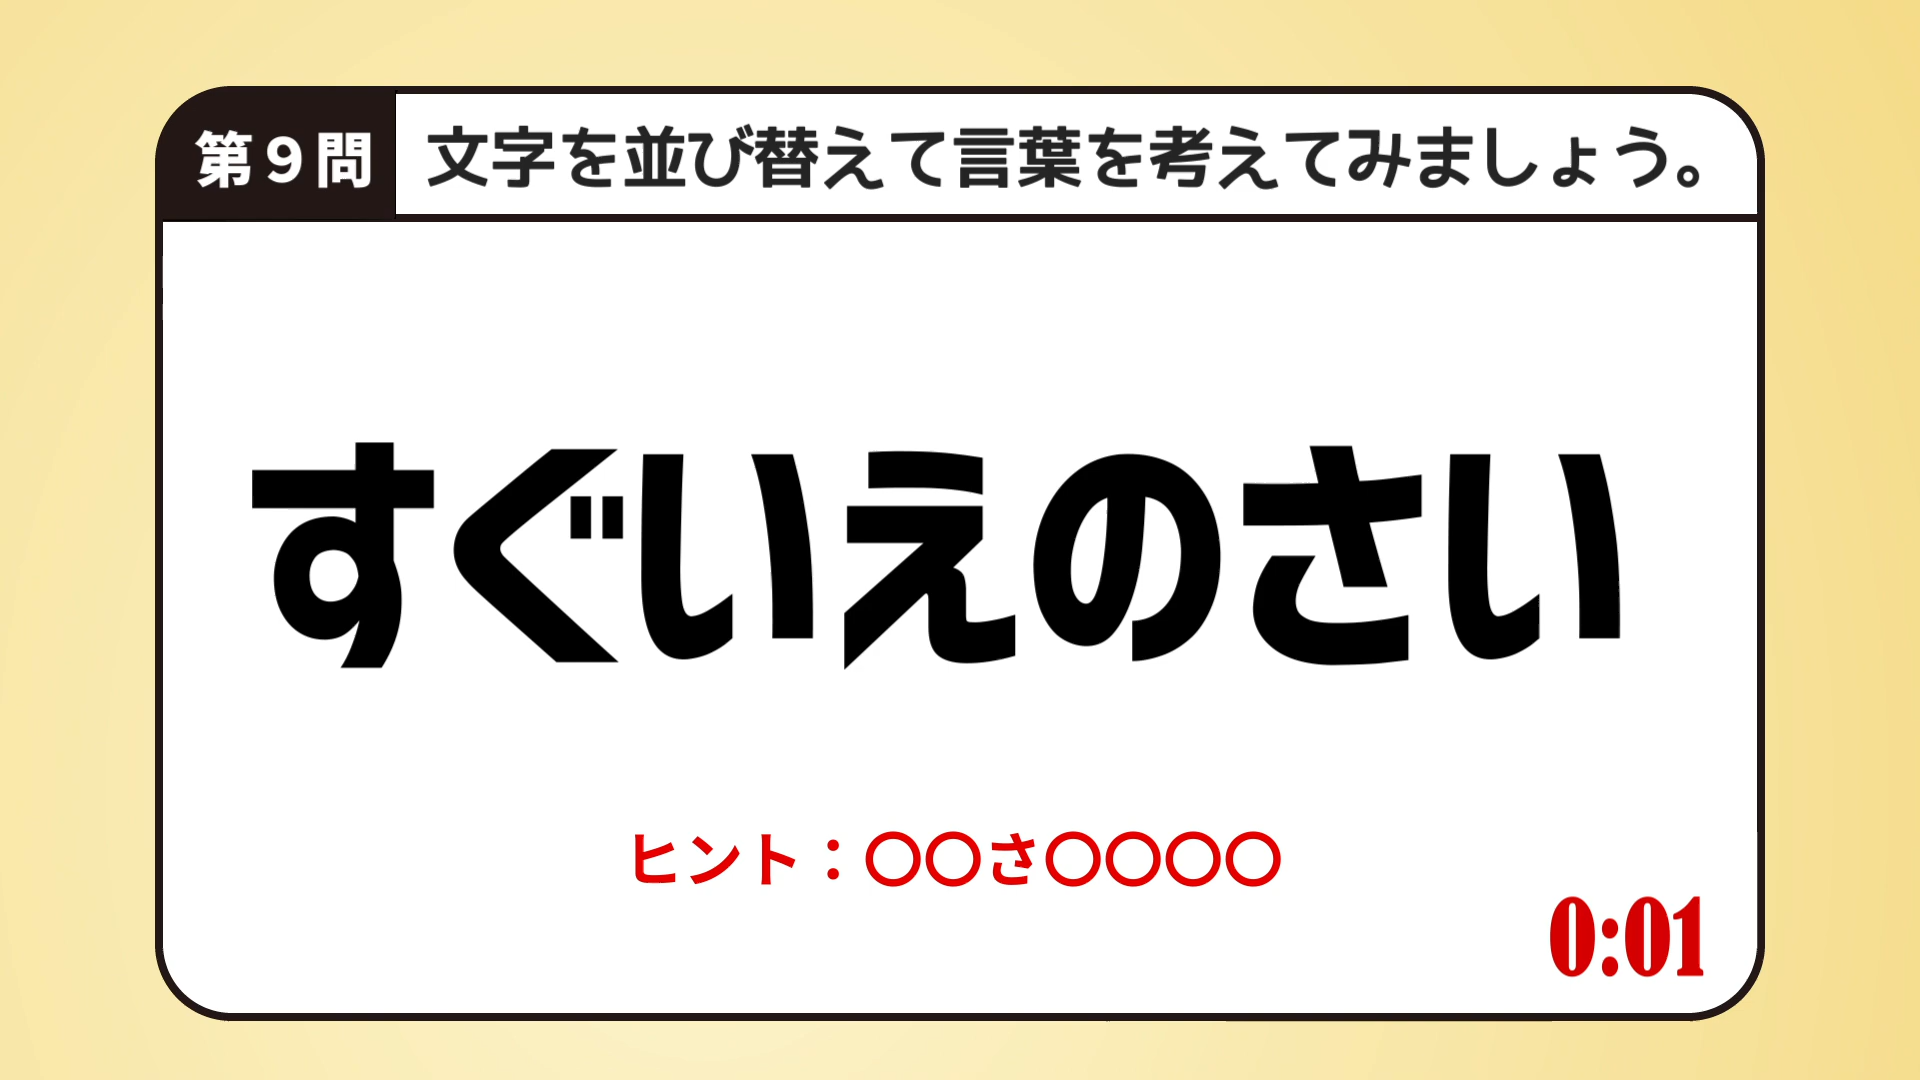 第9問
文字を並び替えて言葉を考えてみましょう。
すぐいえのさい
ヒント：〇〇さ〇〇〇〇
0:01